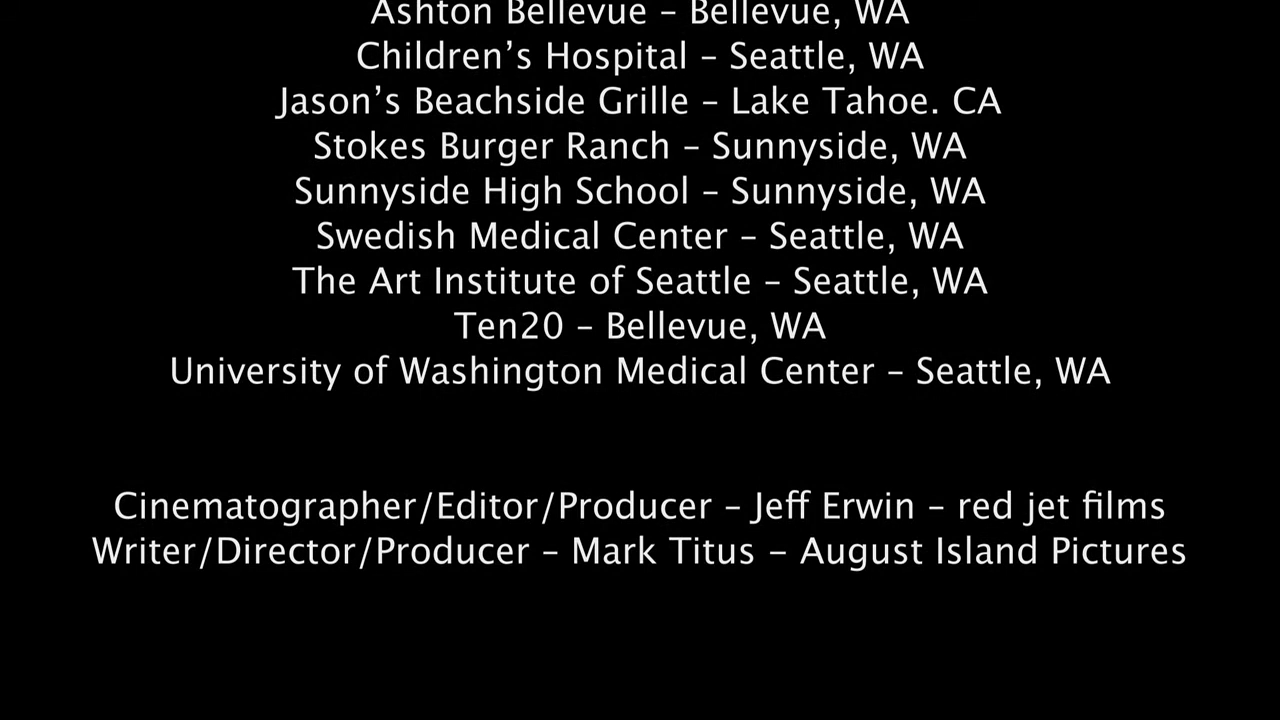 Ashton Bellevue – Bellevue, WA
Children’s Hospital – Seattle, WA
Jason’s Beachside Grille – Lake Tahoe. CA
Stokes Burger Ranch – Sunnyside, WA
Sunnyside High School – Sunnyside, WA
Swedish Medical Center – Seattle, WA
The Art Institute of Seattle – Seattle, WA
Ten20 – Bellevue, WA
University of Washington Medical Center – Seattle, WA
Cinematographer/Editor/Producer – Jeff Erwin – red jet films
Writer/Director/Producer – Mark Titus – August Island Pictures